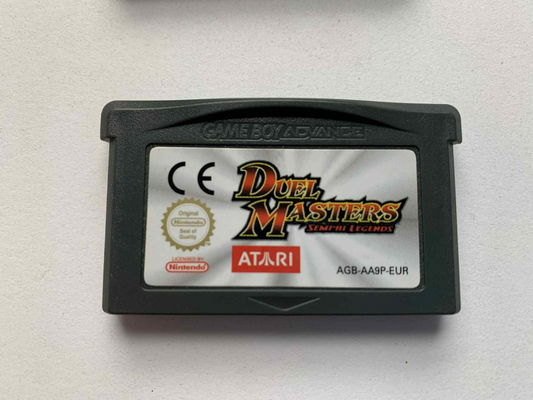 GAME BOY ADVANCE
CE
DUEL
MASTERS
SEMPAI LEGENDS
Original
Nintendo
Seal of
Quality
LICENSED BY
Nintendo
ATARI
AGB-AA9P-EUR